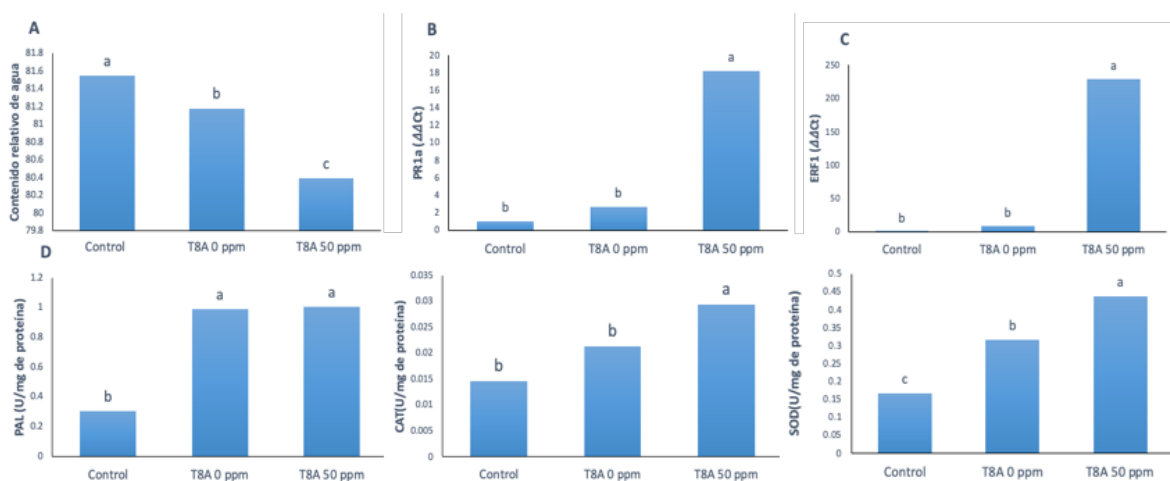 A
Contenido relativo de agua
81.8
81.6
81.4
81.2
81
80.8
80.6
80.4
80.2
80
79.8
a
b
c
Control
T8A 0 ppm
T8A 50 ppm
B
PR1a (ΔΔCt)
20
18
16
14
12
10
8
6
4
2
0
b
b
a
Control
T8A 0 ppm
T8A 50 ppm
C
ERF1 (ΔΔCt)
250
200
150
100
50
0
b
b
a
Control
T8A 0 ppm
T8A 50 ppm
D
PAL (U/mg de proteína)
1.2
1
0.8
0.6
0.4
0.2
0
b
a
a
Control
T8A 0 ppm
T8A 50 ppm
CAT(U/mg de proteína)
0.035
0.03
0.025
0.02
0.015
0.01
0.005
0
b
b
a
Control
T8A 0 ppm
T8A 50 ppm
SOD(U/mg de proteína)
0.5
0.45
0.4
0.35
0.3
0.25
0.2
0.15
0.1
0.05
0
c
b
a
Control
T8A 0 ppm
T8A 50 ppm